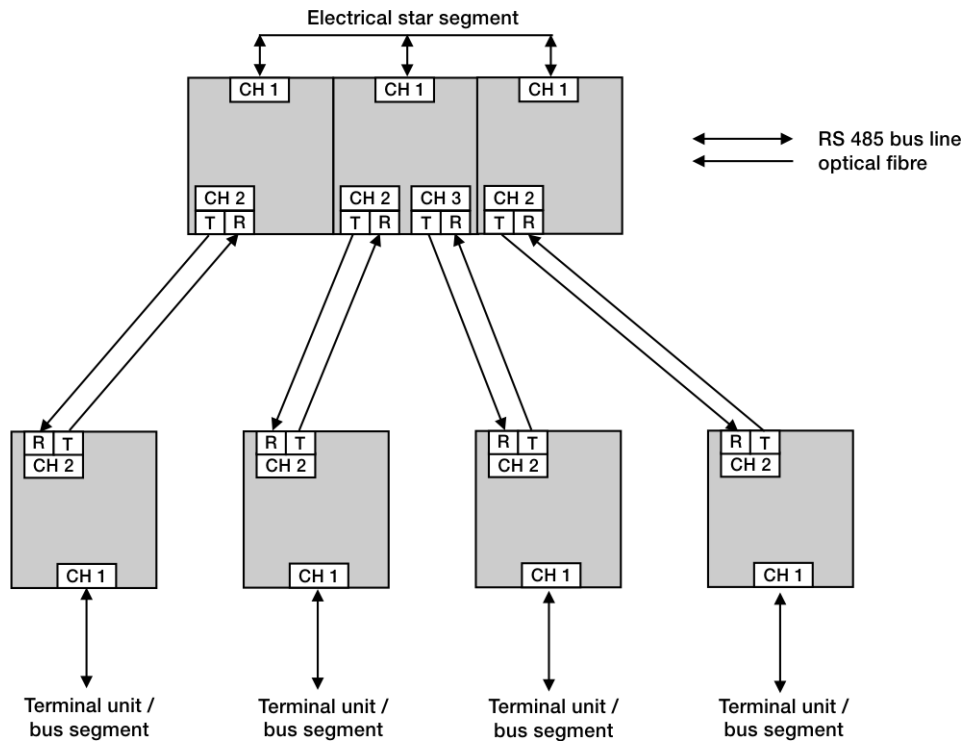 Electrical star segment
CH 1 CH 1 CH 1
RS 485 bus line
optical fibre
CH 2 CH 2 CH 3 CH 2
T R T R T R T R
R T R T R T R T
CH 2 CH 2 CH 2 CH 2
CH 1 CH 1 CH 1 CH 1
Terminal unit /
bus segment
Terminal unit /
bus segment
Terminal unit /
bus segment
Terminal unit /
bus segment